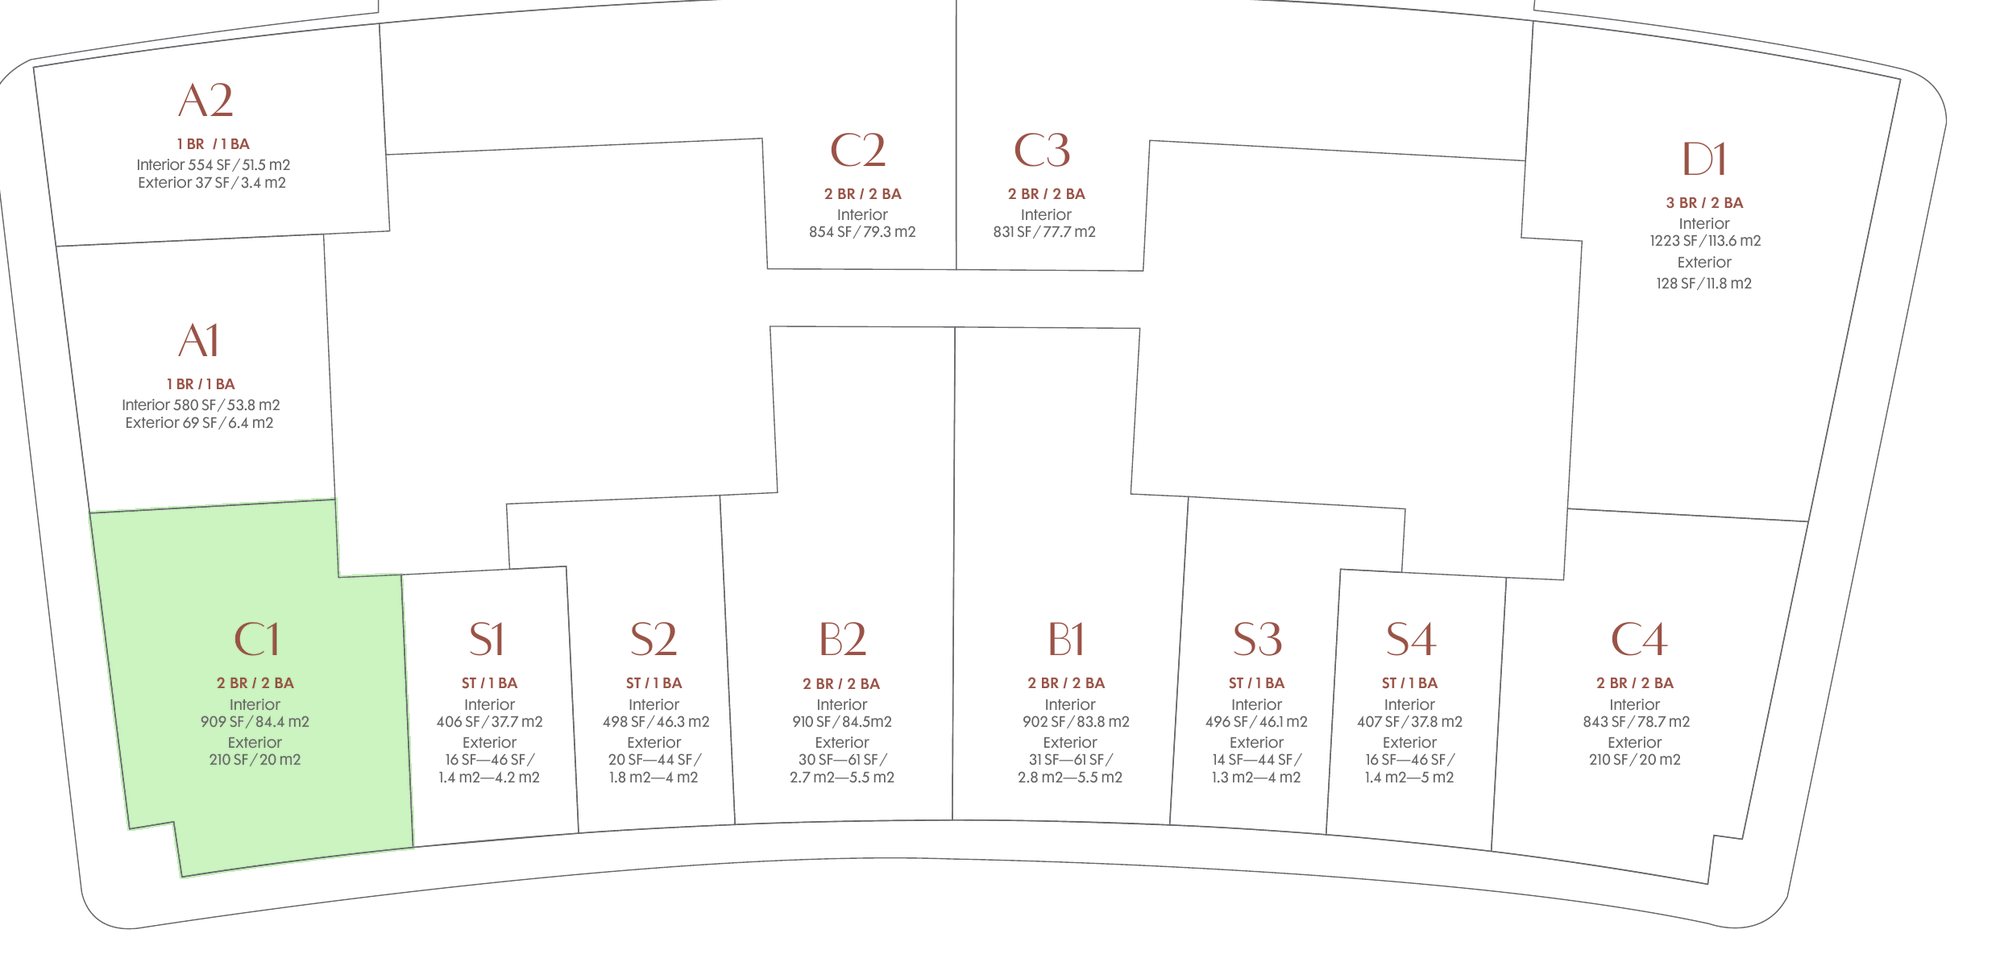 A2
1 BR / 1 BA
Interior 554 SF/51.5 m2
Exterior 37 SF/3.4 m2
C2
2 BR / 2 BA
Interior
854 SF/79.3 m2
C3
2 BR / 2 BA
Interior
831 SF/77.7 m2
D1
3 BR / 2 BA
Interior
1223 SF/113.6 m2
Exterior
128 SF/11.8 m2
A1
1 BR / 1 BA
Interior 580 SF/53.8 m2
Exterior 69 SF/6.4 m2
C1
2 BR / 2 BA
Interior
909 SF/84.4 m2
Exterior
210 SF/20 m2
S1
ST / 1 BA
Interior
406 SF/37.7 m2
Exterior
16 SF—46 SF/
1.4 m2—4.2 m2
S2
ST / 1 BA
Interior
498 SF/46.3 m2
Exterior
20 SF—44 SF/
1.8 m2—4 m2
B2
2 BR / 2 BA
Interior
910 SF/84.5m2
Exterior
30 SF—61 SF/
2.7 m2—5.5 m2
B1
2 BR / 2 BA
Interior
902 SF/83.8 m2
Exterior
31 SF—61 SF/
2.8 m2—5.5 m2
S3
ST / 1 BA
Interior
496 SF/46.1 m2
Exterior
14 SF—44 SF/
1.3 m2—4 m2
S4
ST / 1 BA
Interior
407 SF/37.8 m2
Exterior
16 SF—46 SF/
1.4 m2—5 m2
C4
2 BR / 2 BA
Interior
843 SF/78.7 m2
Exterior
210 SF/20 m2